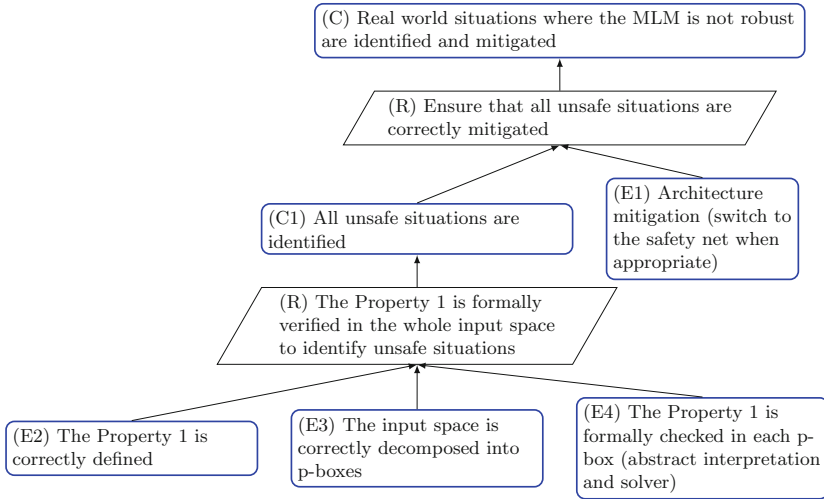 (C) Real world situations where the MLM is not robust
are identified and mitigated
(R) Ensure that all unsafe situations are
correctly mitigated
(C1) All unsafe situations are
identified
(E1) Architecture
mitigation (switch to
the safety net when
appropriate)
(R) The Property 1 is formally
verified in the whole input space
to identify unsafe situations
(E2) The Property 1 is
correctly defined
(E3) The input space is
correctly decomposed into
p-boxes
(E4) The Property 1 is
formally checked in each p-
box (abstract interpretation
and solver)